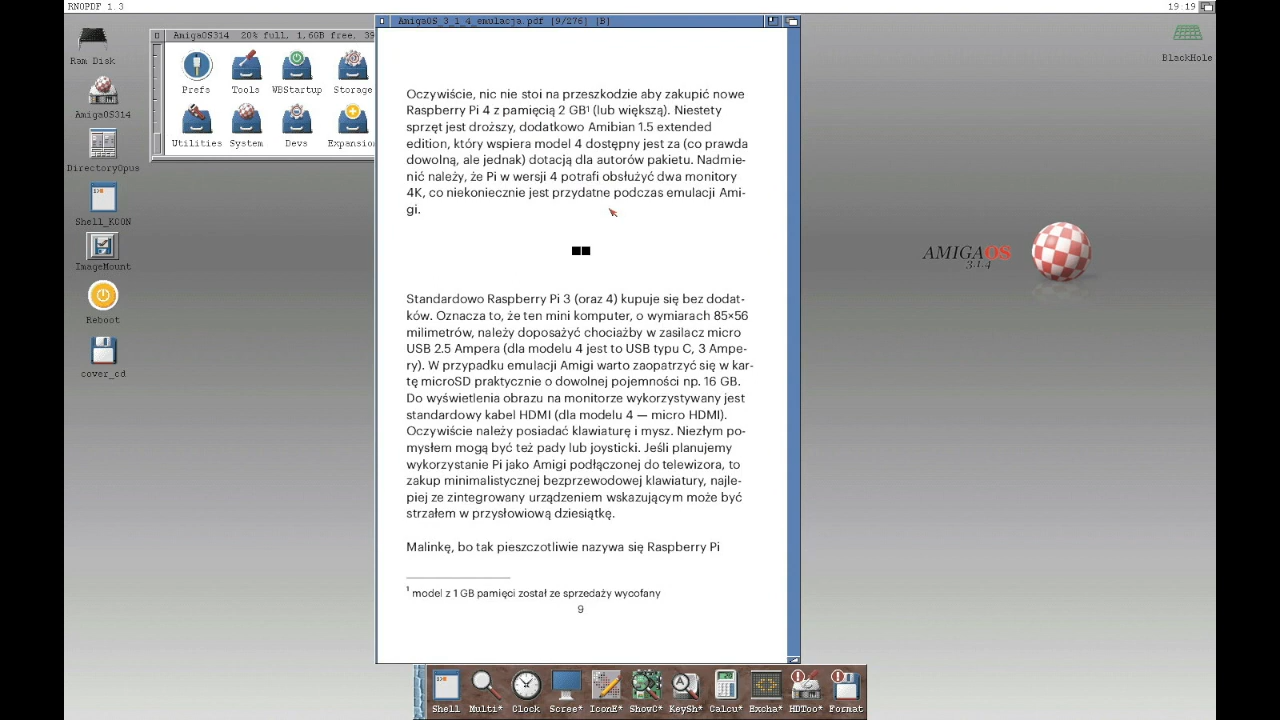 RNOPDF 1.3
19 19
Ram Disk
AmigaOS314
DirectoryOpus
Shell_KCON
ImageMount
Reboot
cover_cd
AmigaOS314 20% full, 1,6GB free, 39
Prefs
Tools
WBStartup
Storage
Utilities
System
Devs
Expansio
AmigaOS_3_1_4_emulacja.pdf [9/276] [B]
Oczywiście, nic nie stoi na przeszkodzie aby zakupić nowe
Raspberry Pi 4 z pamięcią 2 GB¹ (lub większą). Niestety
sprzęt jest droższy, dodatkowo Amibian 1.5 extended
edition, który wspiera model 4 dostępny jest za (co prawda
dowolną, ale jednak) dotacją dla autorów pakietu. Nadmie-
nić należy, że Pi w wersji 4 potrafi obsłużyć dwa monitory
4K, co niekoniecznie jest przydatne podczas emulacji Ami-
gi.
Standardowo Raspberry Pi 3 (oraz 4) kupuje się bez dodat-
ków. Oznacza to, że ten mini komputer, o wymiarach 85×56
milimetrów, należy doposażyć chociażby w zasilacz micro
USB 2.5 Ampera (dla modelu 4 jest to USB typu C, 3 Ampe-
ry). W przypadku emulacji Amigi warto zaopatrzyć się w kar-
tę microSD praktycznie o dowolnej pojemności np. 16 GB.
Do wyświetlenia obrazu na monitorze wykorzystywany jest
standardowy kabel HDMI (dla modelu 4 — micro HDMI).
Oczywiście należy posiadać klawiaturę i mysz. Niezłym po-
mysłem mogą być też pady lub joysticki. Jeśli planujemy
wykorzystanie Pi jako Amigi podłączonej do telewizora, to
zakup minimalistycznej bezprzewodowej klawiatury, najle-
piej ze zintegrowany urządzeniem wskazującym może być
strzałem w przysłowiową dziesiątkę.
Malinkę, bo tak pieszczotliwie nazywa się Raspberry Pi
¹ model z 1 GB pamięci został ze sprzedaży wycofany
9
BlackHole
AMIGAOS
3.1.4
Shell
Multi*
Clock
Scree*
IconE*
ShowC*
KeySh*
Calcu*
Excha*
HDToo*
Format